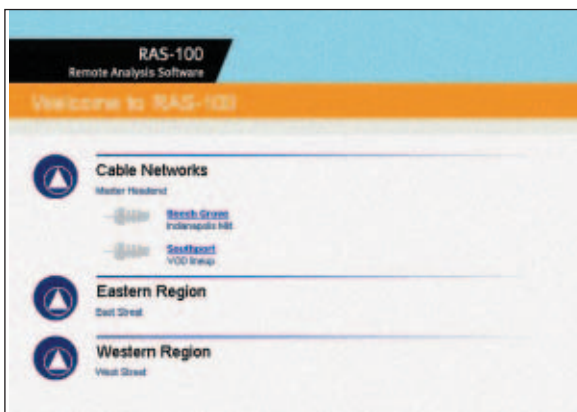 RAS-100
Remote Analysis Software
Welcome to RAS-100
Cable Networks
Master Headend
Beech Grove
Indianapolis
Southport
VOD lineup
Eastern Region
East Street
Western Region
West Street